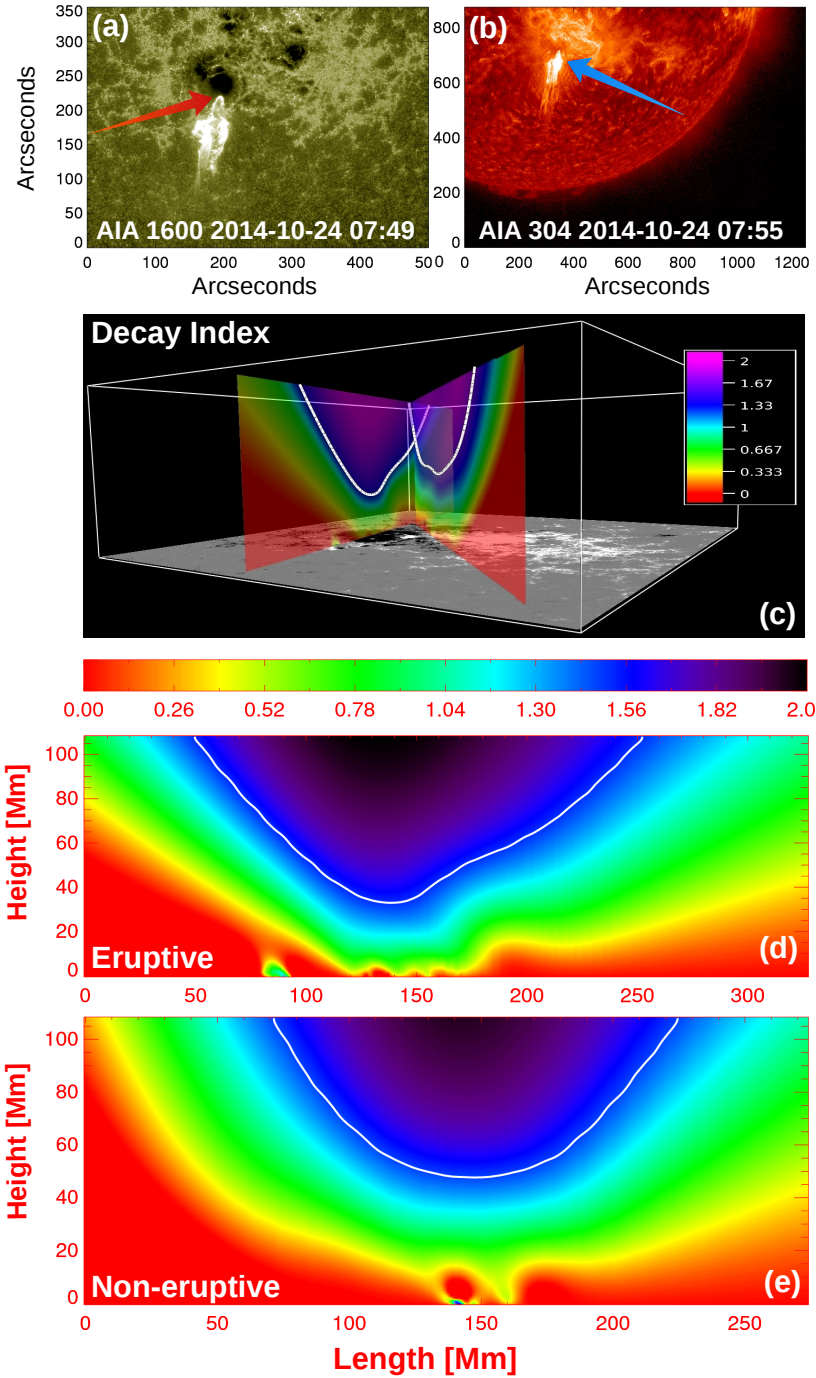 (a)
(b)
350
300
250
200
150
100
50
0
Arcseconds
AIA 1600 2014-10-24 07:49
0 100 200 300 400 500
Arcseconds
800
600
400
200
0
AIA 304 2014-10-24 07:55
0 200 400 600 800 1000 1200
Arcseconds
Decay Index
2
1.67
1.33
1
0.667
0.333
0
(c)
0.00 0.26 0.52 0.78 1.04 1.30 1.56 1.82 2.0
100
80
60
40
20
0
Height [Mm]
Eruptive
(d)
0 50 100 150 200 250 300
100
80
60
40
20
0
Height [Mm]
Non-eruptive
(e)
0 50 100 150 200 250
Length [Mm]